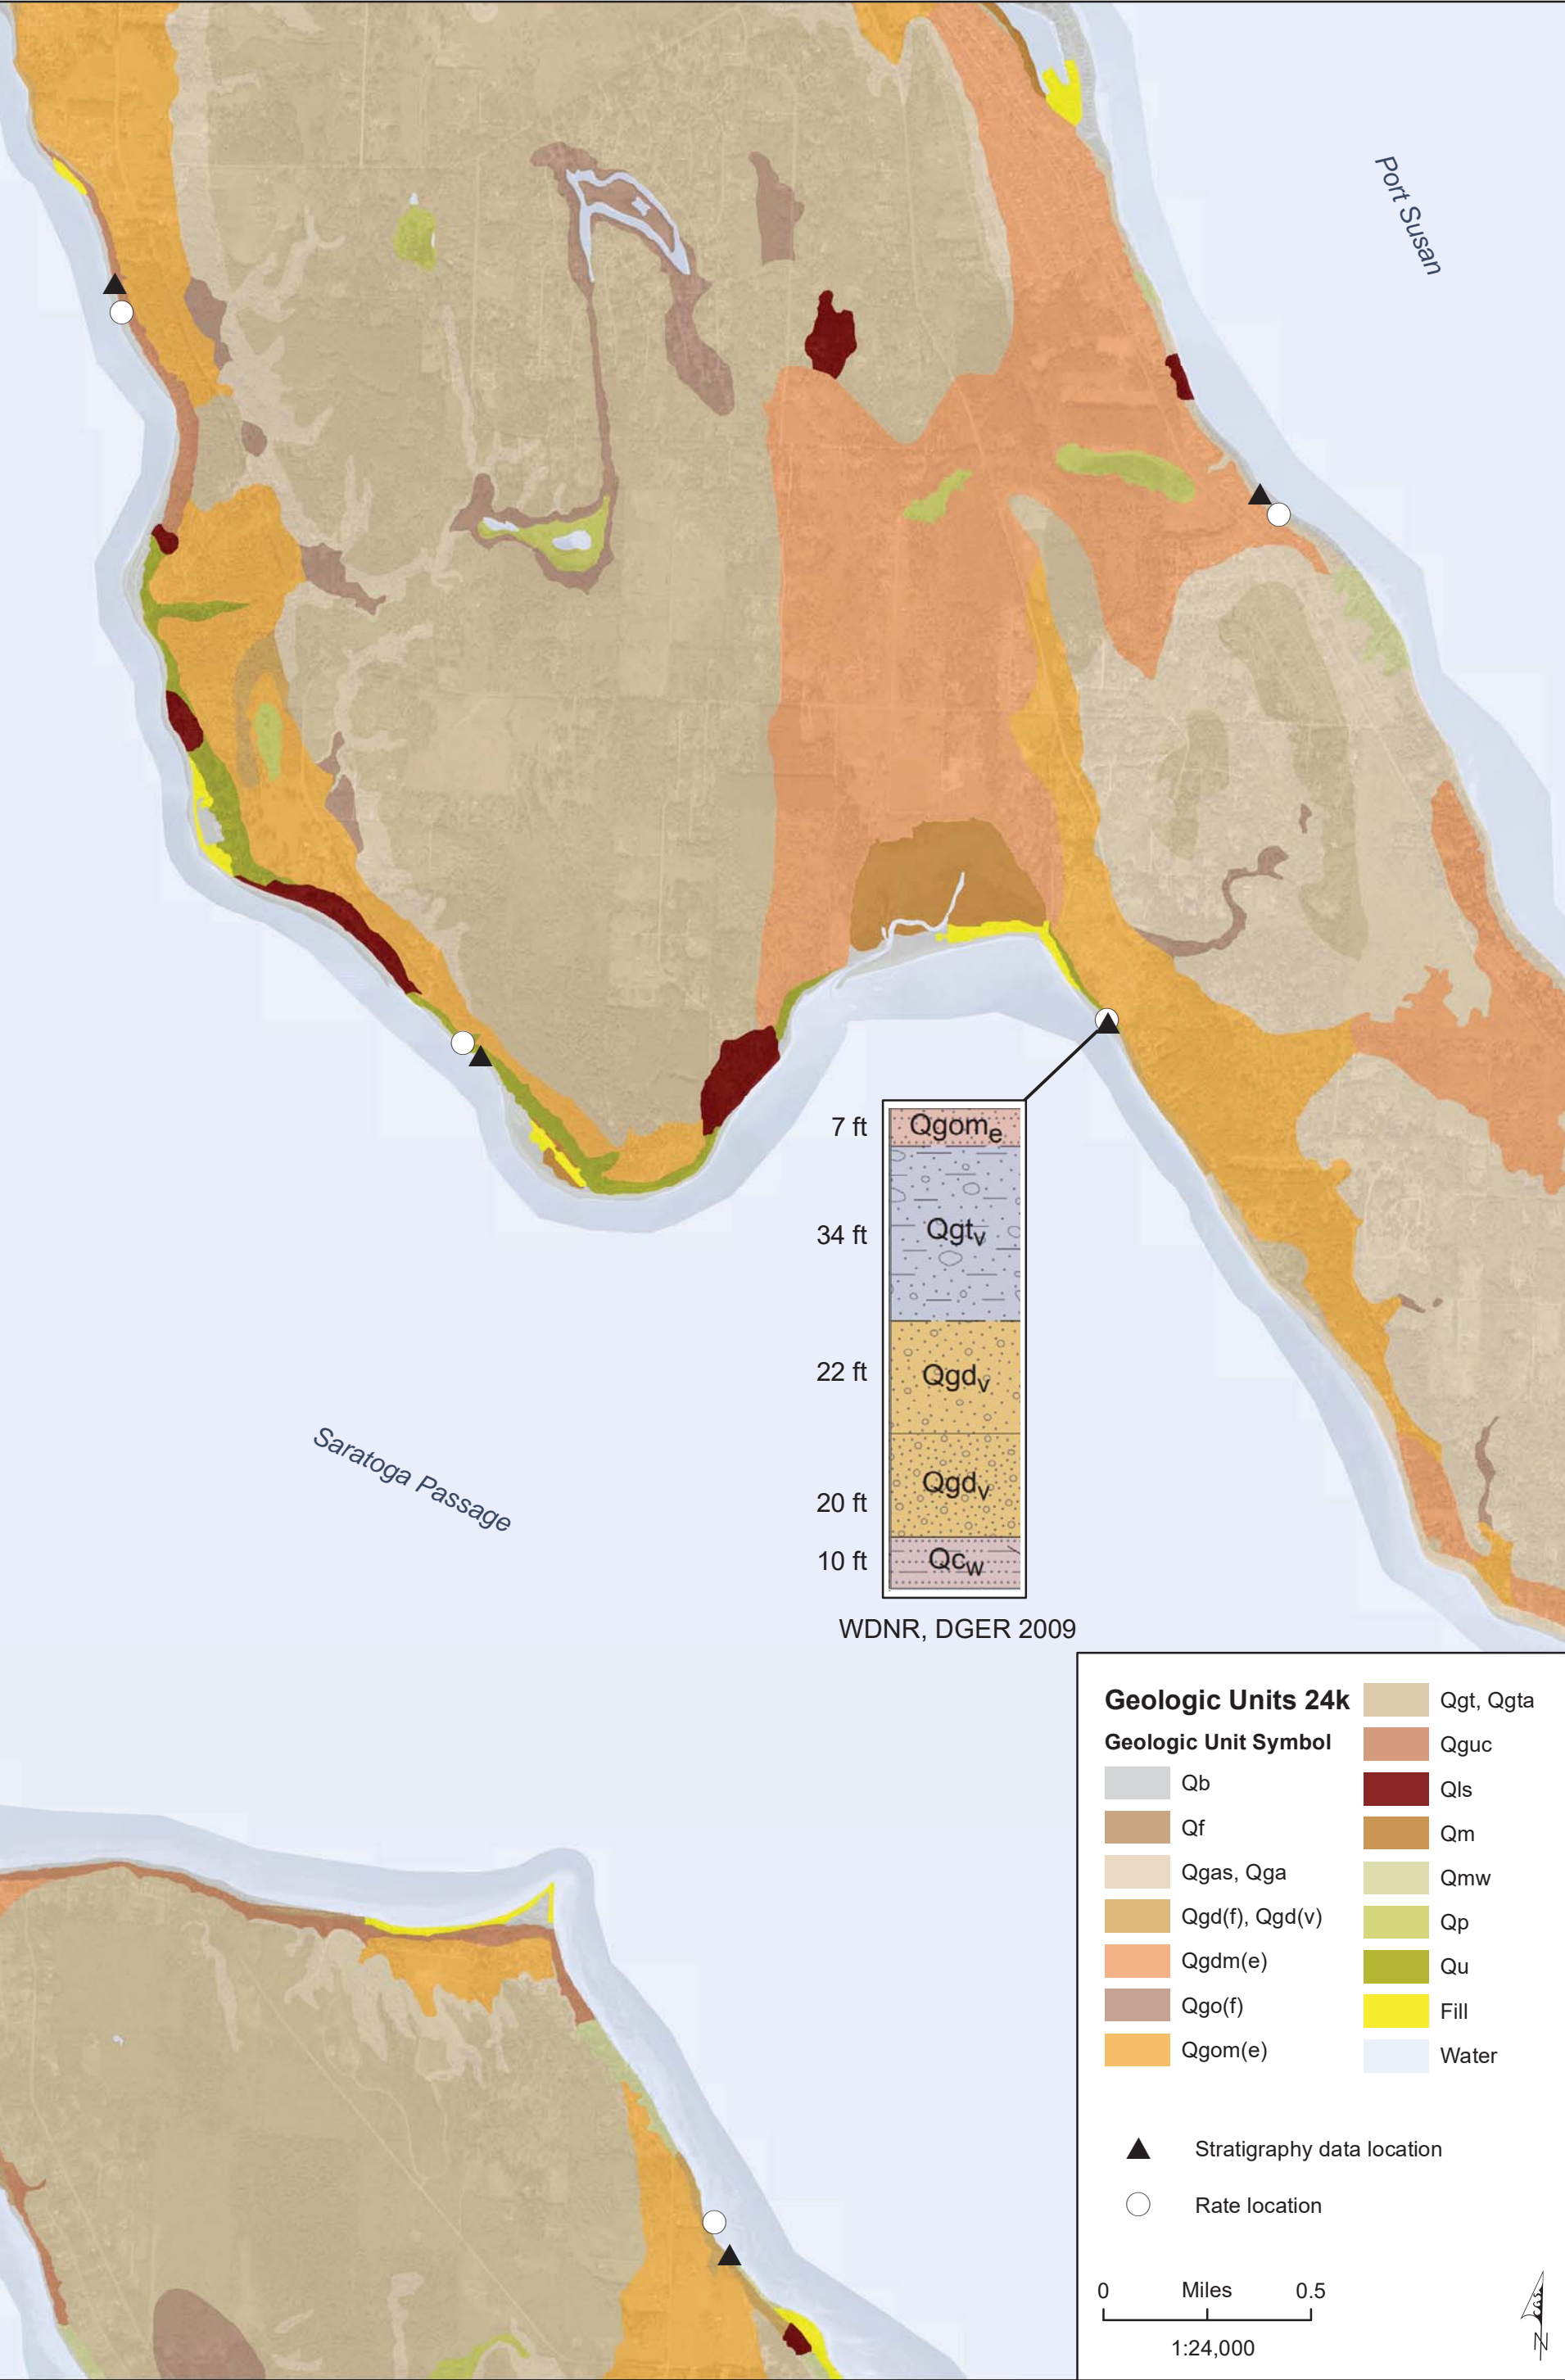 Port Susan
Saratoga Passage
7 ft
Qgome
34 ft
Qgtv
22 ft
Qgdv
20 ft
Qgdv
10 ft
Qcw
WDNR, DGER 2009
Geologic Units 24k
Geologic Unit Symbol
Qb
Qf
Qgas, Qga
Qgd(f), Qgd(v)
Qgdm(e)
Qgo(f)
Qgom(e)
Qgt, Qgta
Qguc
Qls
Qm
Qmw
Qp
Qu
Fill
Water
Stratigraphy data location
Rate location
0 Miles 0.5
1:24,000
CGS
N